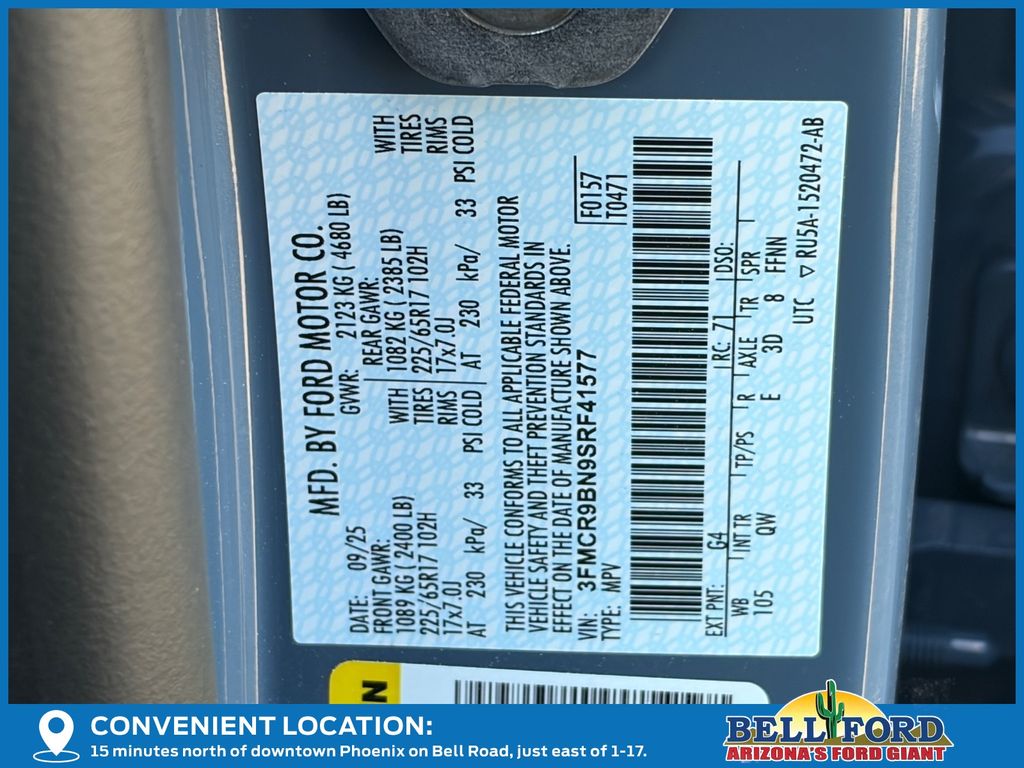 MFD. BY FORD MOTOR CO.
DATE: 09/25
GVWR: 2123 KG ( 4680 LB)
FRONT GAWR:
REAR GAWR:
1089 KG ( 2400 LB)
WITH
1082 KG ( 2385 LB)
WITH
225/65R17 102H
TIRES
225/65R17 102H
TIRES
17x7.0J
RIMS
17x7.0J
RIMS
AT 230 kPa/ 33 PSI COLD
AT 230 kPa/ 33 PSI COLD
THIS VEHICLE CONFORMS TO ALL APPLICABLE FEDERAL MOTOR
VEHICLE SAFETY AND THEFT PREVENTION STANDARDS IN
EFFECT ON THE DATE OF MANUFACTURE SHOWN ABOVE.
VIN: 3FMCR9BN9SRF41577
TYPE: MPV
F0157
T0471
EXT PNT: G4 RC: 71 DSO:
WB INT TR TP/PS R AXLE TR SPR
105 QW E 3D 8 FFNN
UTC ▽ RU5A-1520472-AB
N
CONVENIENT LOCATION:
15 minutes north of downtown Phoenix on Bell Road, just east of 1-17.
BELL FORD
ARIZONA'S FORD GIANT